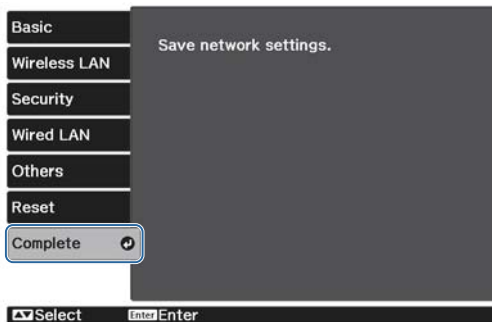 Basic
Wireless LAN
Security
Wired LAN
Others
Reset
Complete
Save network settings.
Select Enter Enter